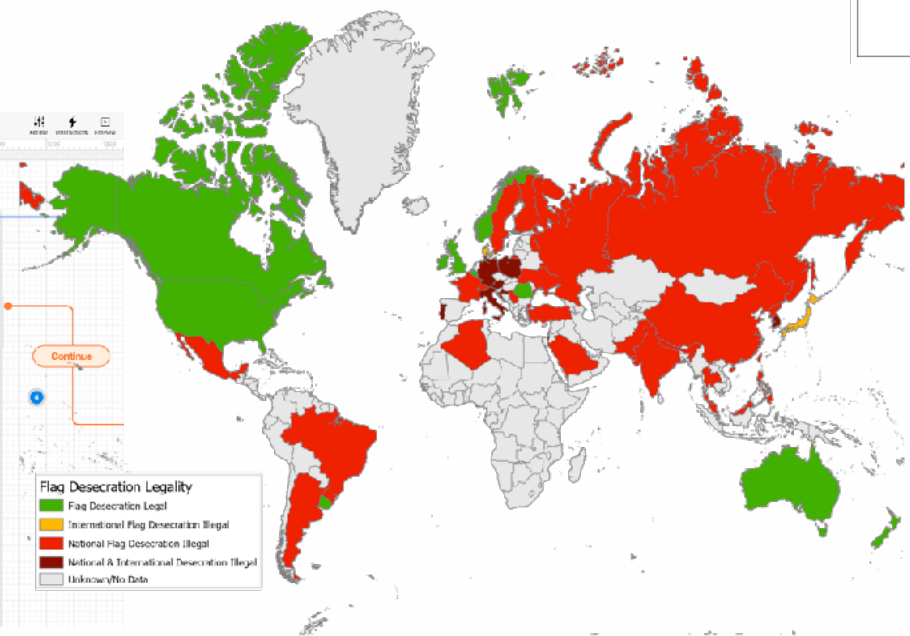 Continue
Flag Desecration Legality
Flag Desecration Legal
International Flag Desecration Illegal
National Flag Desecration Illegal
National & International Desecration Illegal
Unknown/No Data